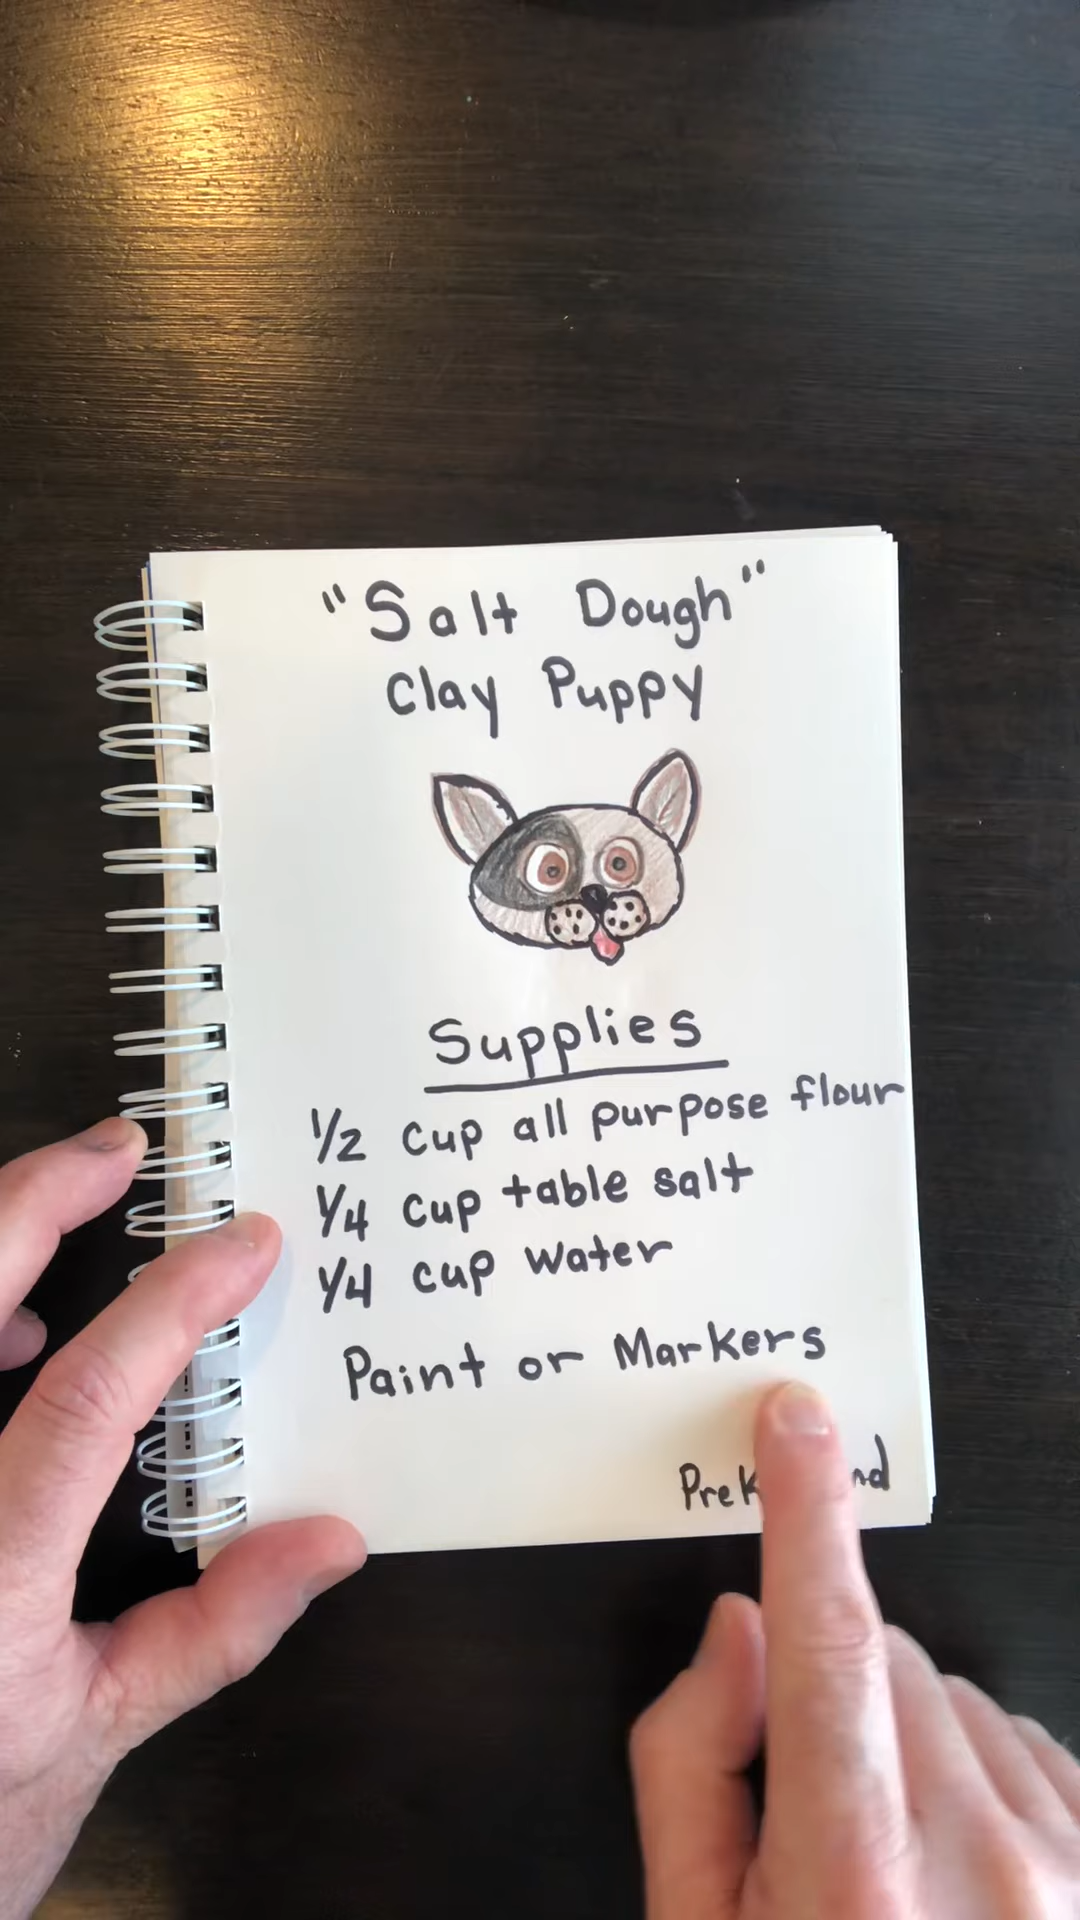 "Salt Dough"
Clay Puppy
Supplies
1/2 cup all purpose flour
1/4 cup table salt
1/4 cup water
Paint or Markers